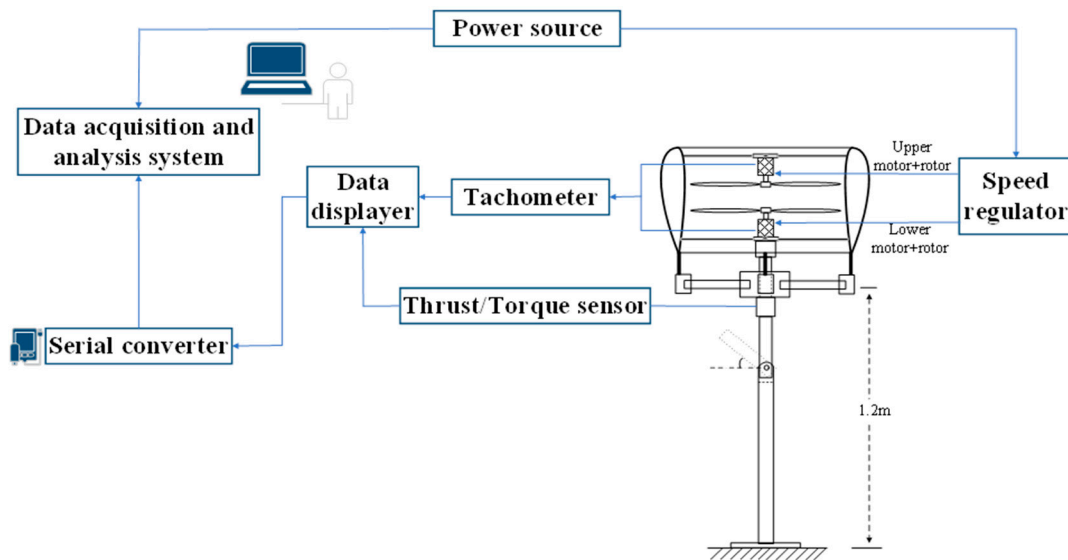 Power source
Data acquisition and
analysis system
Data
displayer
Tachometer
Upper
motor+rotor
Speed
regulator
Lower
motor+rotor
Thrust/Torque sensor
Serial converter
1.2m